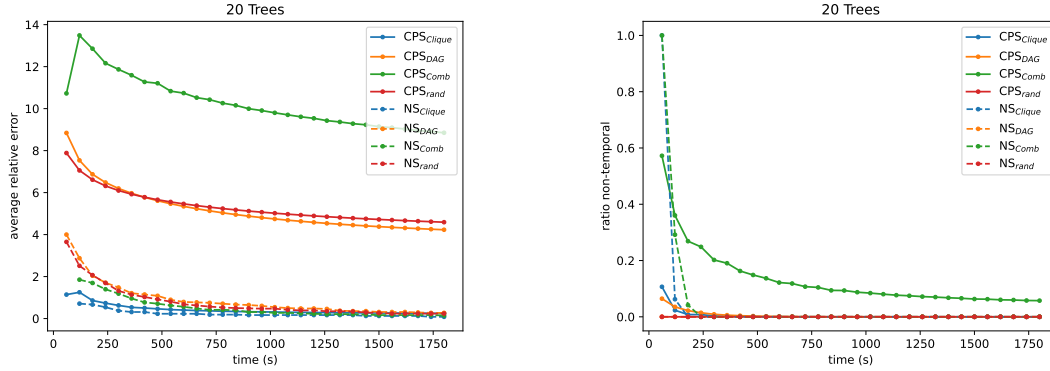 20 Trees
average relative error
14
12
10
8
6
4
2
0
0 250 500 750 1000 1250 1500 1750
time (s)
CPS_Clique
CPS_DAG
CPS_Comb
CPS_rand
NS_Clique
NS_DAG
NS_Comb
NS_rand
20 Trees
ratio non-temporal
1.0
0.8
0.6
0.4
0.2
0.0
0 250 500 750 1000 1250 1500 1750
time (s)
CPS_Clique
CPS_DAG
CPS_Comb
CPS_rand
NS_Clique
NS_DAG
NS_Comb
NS_rand